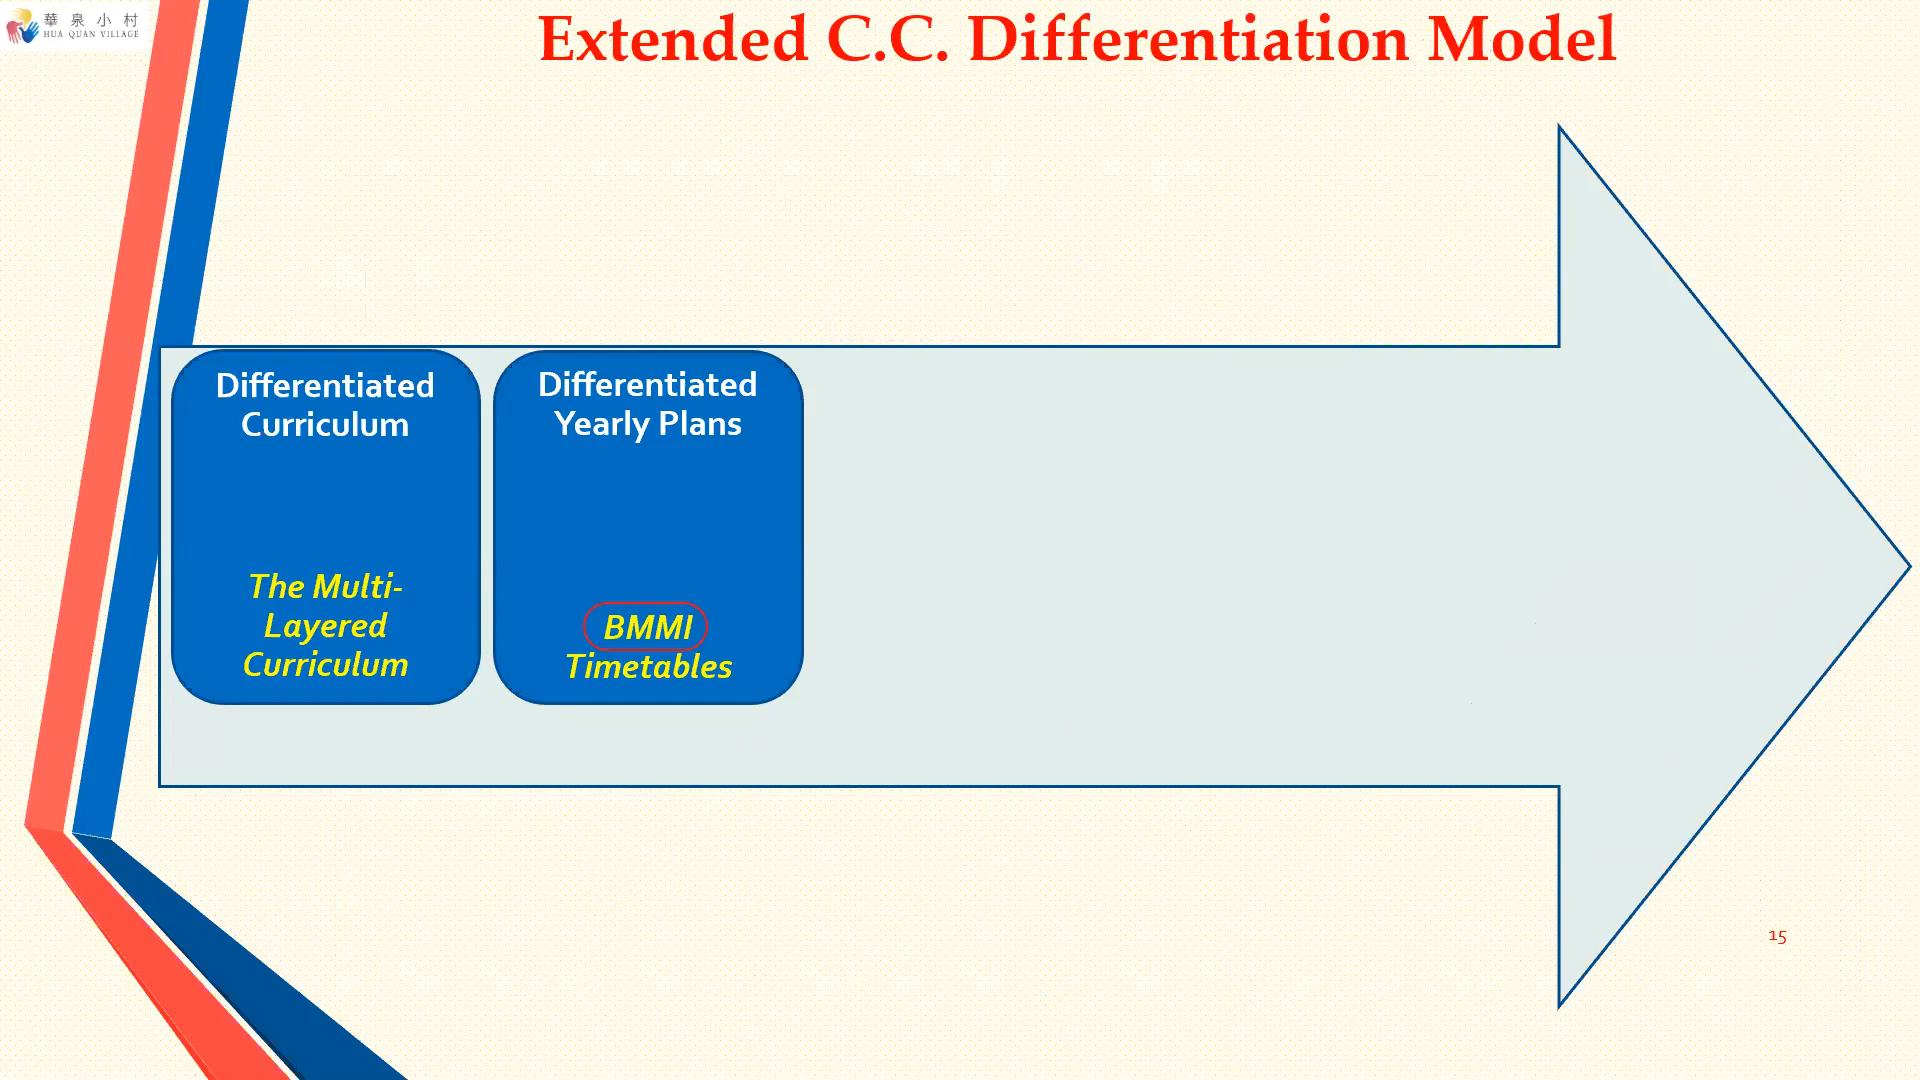 華泉小村
HUA QUAN VILLAGE
Extended C.C. Differentiation Model
Differentiated
Curriculum
The Multi-
Layered
Curriculum
Differentiated
Yearly Plans
BMMI
Timetables
15